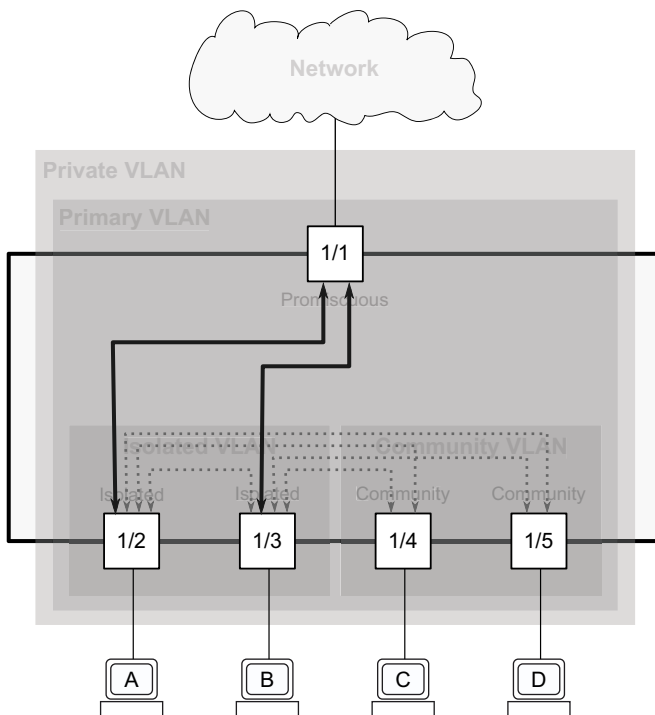 Network
Private VLAN
Primary VLAN
1/1
Promiscuous
Isolated VLAN Community VLAN
Isolated Isolated Community Community
1/2 1/3 1/4 1/5
A B C D